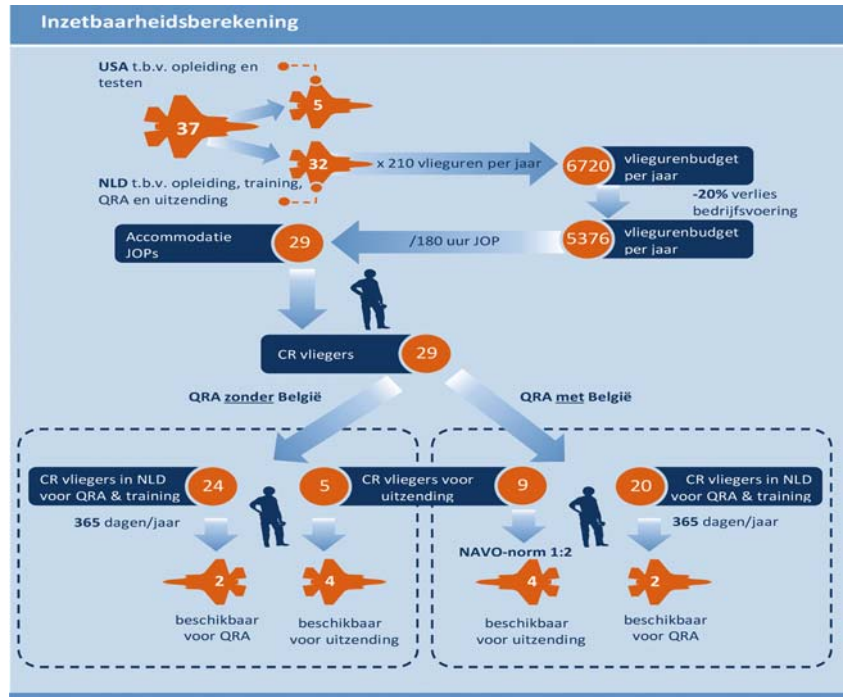 Inzetbaarheidsberekening
USA t.b.v. opleiding en
testen
5
37
32
x 210 vlieguren per jaar
6720
vliegurenbudget
per jaar
NLD t.b.v. opleiding, training,
QRA en uitzending
-20% verlies
bedrijfsvoering
Accommodatie
JOPs
29
/180 uur JOP
5376
vliegurenbudget
per jaar
CR vliegers
29
QRA zonder België
QRA met België
CR vliegers in NLD
voor QRA & training
24
5
CR vliegers voor
uitzending
9
20
CR vliegers in NLD
voor QRA & training
365 dagen/jaar
365 dagen/jaar
NAVO-norm 1:2
2
4
4
2
beschikbaar
voor QRA
beschikbaar
voor uitzending
beschikbaar
voor uitzending
beschikbaar
voor QRA